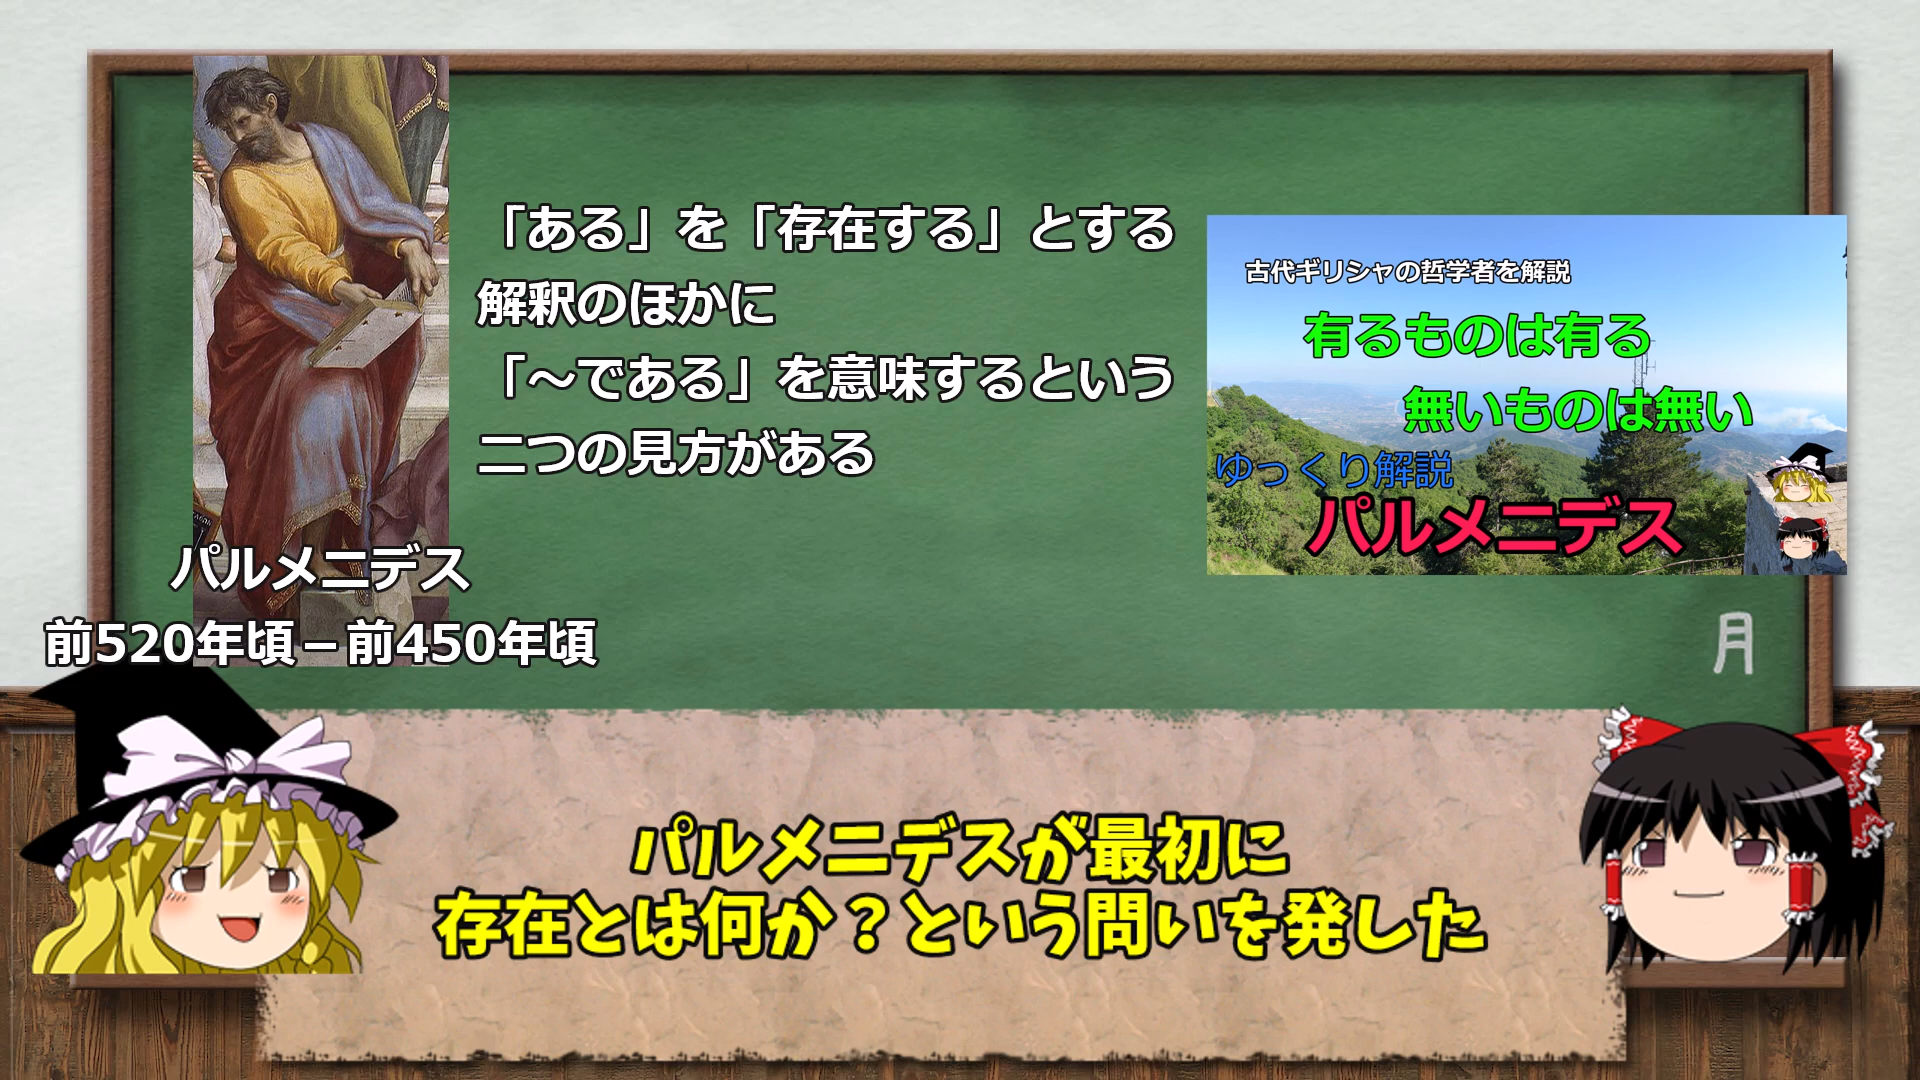 「ある」を「存在する」とする
解釈のほかに
「～である」を意味するという
二つの見方がある
古代ギリシャの哲学者を解説
有るものは有る
無いものは無い
ゆっくり解説
パルメニデス
パルメニデス
前520年頃－前450年頃
月
パルメニデスが最初に
存在とは何か？という問いを発した